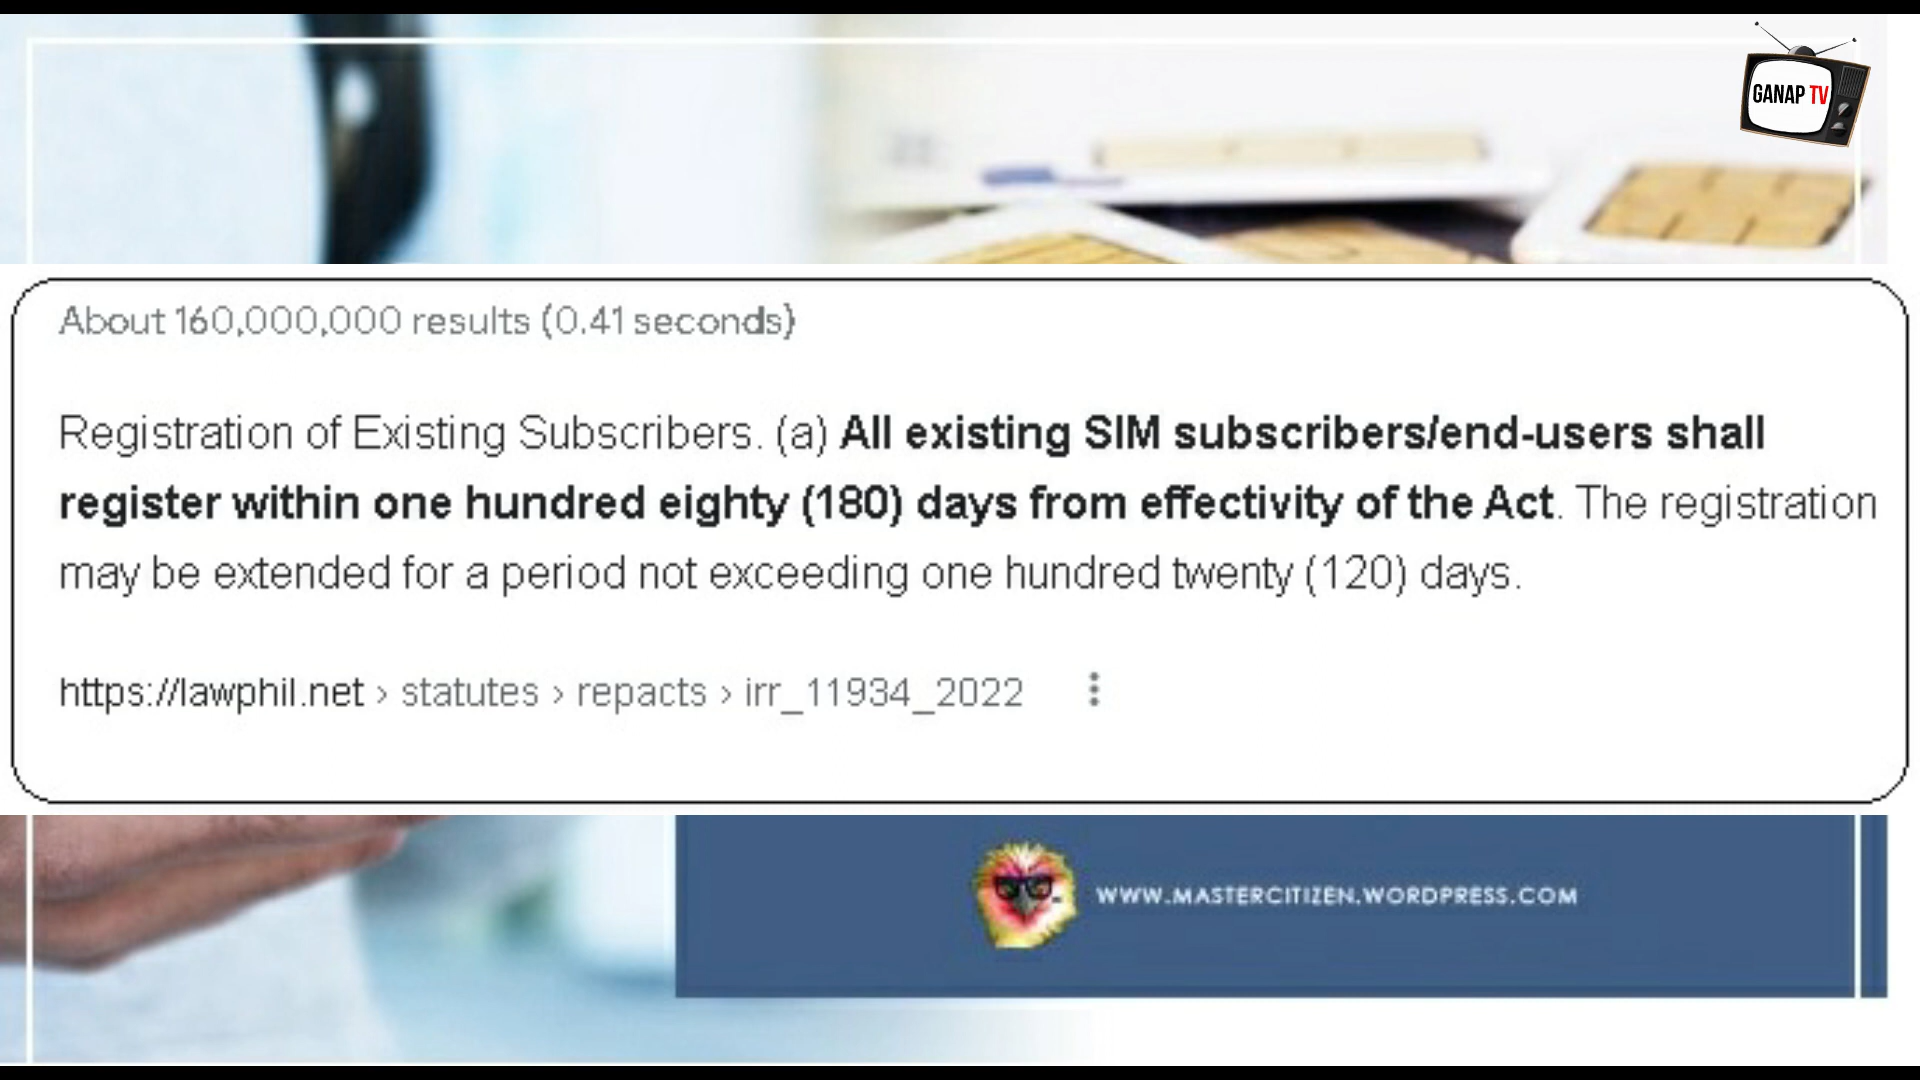 GANAP TV
About 160,000,000 results (0.41 seconds)
Registration of Existing Subscribers. (a) All existing SIM subscribers/end-users shall
register within one hundred eighty (180) days from effectivity of the Act. The registration
may be extended for a period not exceeding one hundred twenty (120) days.
https://lawphil.net › statutes › repacts › irr_11934_2022
WWW.MASTERCITIZEN.WORDPRESS.COM